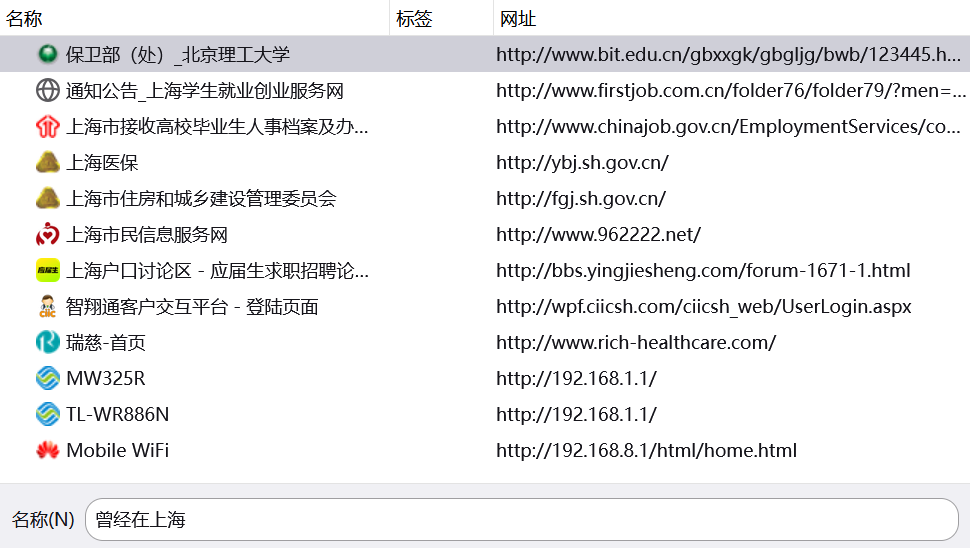 名称 标签 网址
保卫部（处）_北京理工大学 http://www.bit.edu.cn/gbxxgk/gbgljg/bwb/123445.h...
通知公告_上海学生就业创业服务网 http://www.firstjob.com.cn/folder76/folder79/?men=...
上海市接收高校毕业生人事档案及办... http://www.chinajob.gov.cn/EmploymentServices/co...
上海医保 http://ybj.sh.gov.cn/
上海市住房和城乡建设管理委员会 http://fgj.sh.gov.cn/
上海市民信息服务网 http://www.962222.net/
应届生 上海户口讨论区 - 应届生求职招聘论... http://bbs.yingjiesheng.com/forum-1671-1.html
智翔通客户交互平台 - 登陆页面 http://wpf.ciicsh.com/ciicsh_web/UserLogin.aspx
瑞慈-首页 http://www.rich-healthcare.com/
MW325R http://192.168.1.1/
TL-WR886N http://192.168.1.1/
Mobile WiFi http://192.168.8.1/html/home.html
名称(N) 曾经在上海